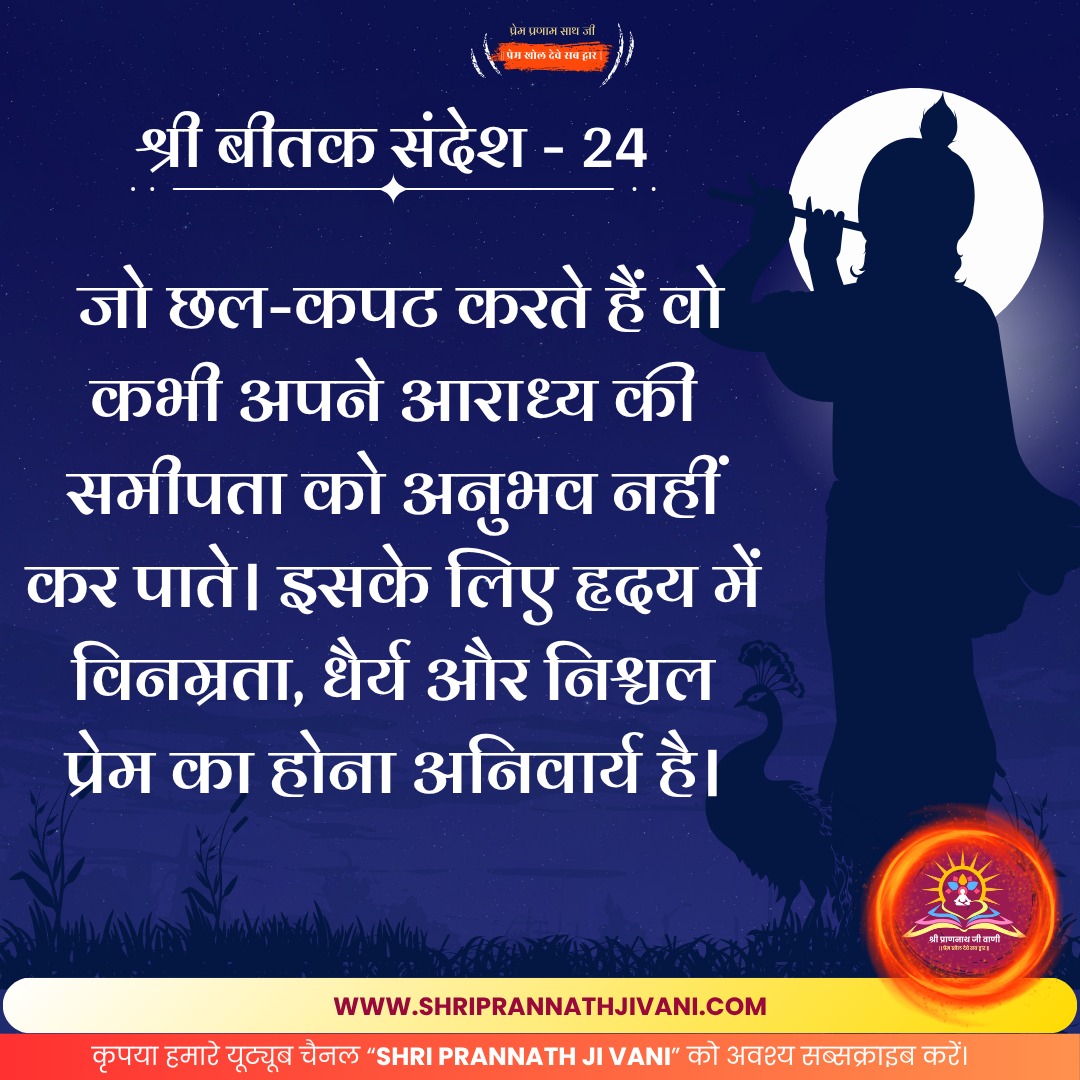 प्रेम प्रणाम साथ जी
|| प्रेम खोल देवे सब द्वार ||
श्री बीतक संदेश - 24
जो छल-कपट करते हैं वो
कभी अपने आराध्य की
समीपता को अनुभव नहीं
कर पाते। इसके लिए हृदय में
विनम्रता, धैर्य और निश्चल
प्रेम का होना अनिवार्य है।
श्री प्राणनाथ जी वाणी
|| प्रेम खोल देवे सब द्वार ||
WWW.SHRIPRANNATHJIVANI.COM
कृपया हमारे यूट्यूब चैनल “SHRI PRANNATH JI VANI” को अवश्य सब्सक्राइब करें।